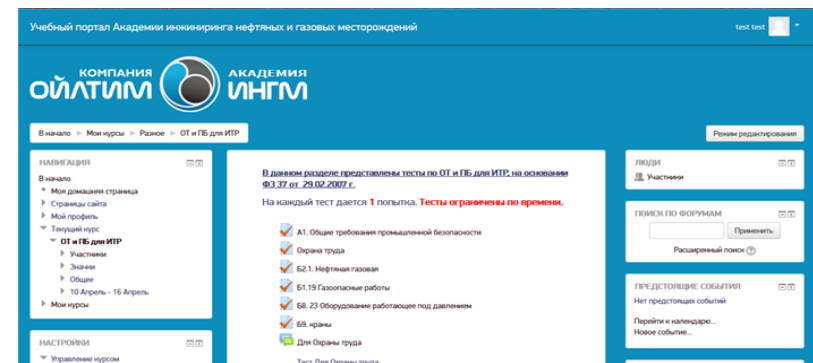 Учебный портал Академии инжиниринга нефтяных и газовых месторождений
test test
КОМПАНИЯ
ОЙЛТИМ
АКАДЕМИЯ
ИНГМ
В начало ► Мои курсы ► Разное ► ОТ и ПБ для ИТР
Режим редактирования
НАВИГАЦИЯ
В начало
Моя домашняя страница
Страницы сайта
Мой профиль
Текущий курс
ОТ и ПБ для ИТР
Участники
Значки
Общее
10 Апрель - 16 Апрель
Мои курсы
НАСТРОЙКИ
Управление курсом
В данном разделе представлены тесты по ОТ и ПБ для ИТР, на основании
ФЗ 37 от 29.02.2007 г.
На каждый тест дается 1 попытка. Тесты ограничены по времени.
А1. Общие требования промышленной безопасности
Охрана труда
Б2.1. Нефтяная газовая
Б1.19 Газоопасные работы
Б8. 23 Оборудование работающее под давлением
Б9. краны
Для Охраны труда
Тест Для Охраны труда
ЛЮДИ
Участники
ПОИСК ПО ФОРУМАМ
Применить
Расширенный поиск
ПРЕДСТОЯЩИЕ СОБЫТИЯ
Нет предстоящих событий
Перейти к календарю...
Новое событие...